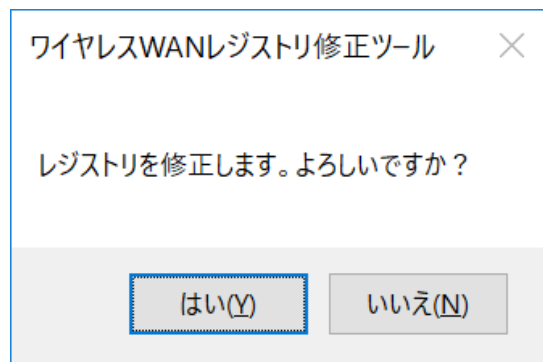 ワイヤレスWANレジストリ修正ツール
レジストリを修正します。よろしいですか？
はい(Y)
いいえ(N)